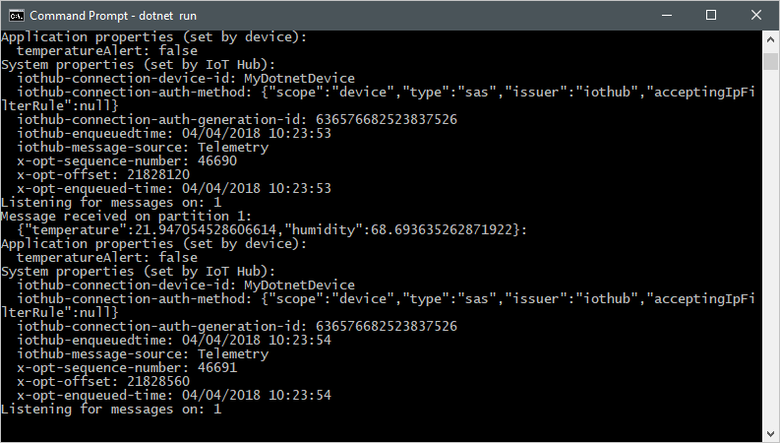 Command Prompt - dotnet run
Application properties (set by device):
temperatureAlert: false
System properties (set by IoT Hub):
iothub-connection-device-id: MyDotnetDevice
iothub-connection-auth-method: {"scope":"device","type":"sas","issuer":"iothub","acceptingIpFi
lterRule":null}
iothub-connection-auth-generation-id: 636576682523837526
iothub-enqueuedtime: 04/04/2018 10:23:53
iothub-message-source: Telemetry
x-opt-sequence-number: 46690
x-opt-offset: 21828120
x-opt-enqueued-time: 04/04/2018 10:23:53
Listening for messages on: 1
Message received on partition 1:
{"temperature":21.947054528606614,"humidity":68.693635262871922}:
Application properties (set by device):
temperatureAlert: false
System properties (set by IoT Hub):
iothub-connection-device-id: MyDotnetDevice
iothub-connection-auth-method: {"scope":"device","type":"sas","issuer":"iothub","acceptingIpFi
lterRule":null}
iothub-connection-auth-generation-id: 636576682523837526
iothub-enqueuedtime: 04/04/2018 10:23:54
iothub-message-source: Telemetry
x-opt-sequence-number: 46691
x-opt-offset: 21828560
x-opt-enqueued-time: 04/04/2018 10:23:54
Listening for messages on: 1